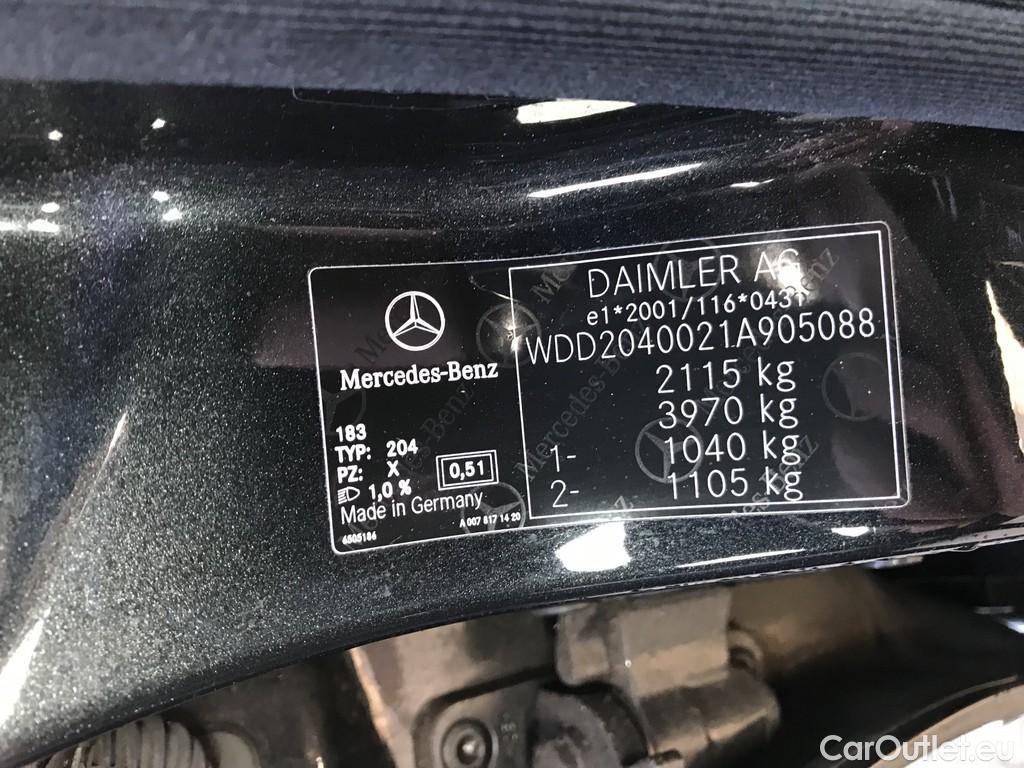 Mercedes-Benz
183
TYP: 204
PZ: X
1,0 %
0,51
Made in Germany
A 007 817 14 20
6505186
DAIMLER AG
e1*2001/116*0431
WDD2040021A905088
2115 kg
3970 kg
1- 1040 kg
2- 1105 kg
CarOutlet.eu